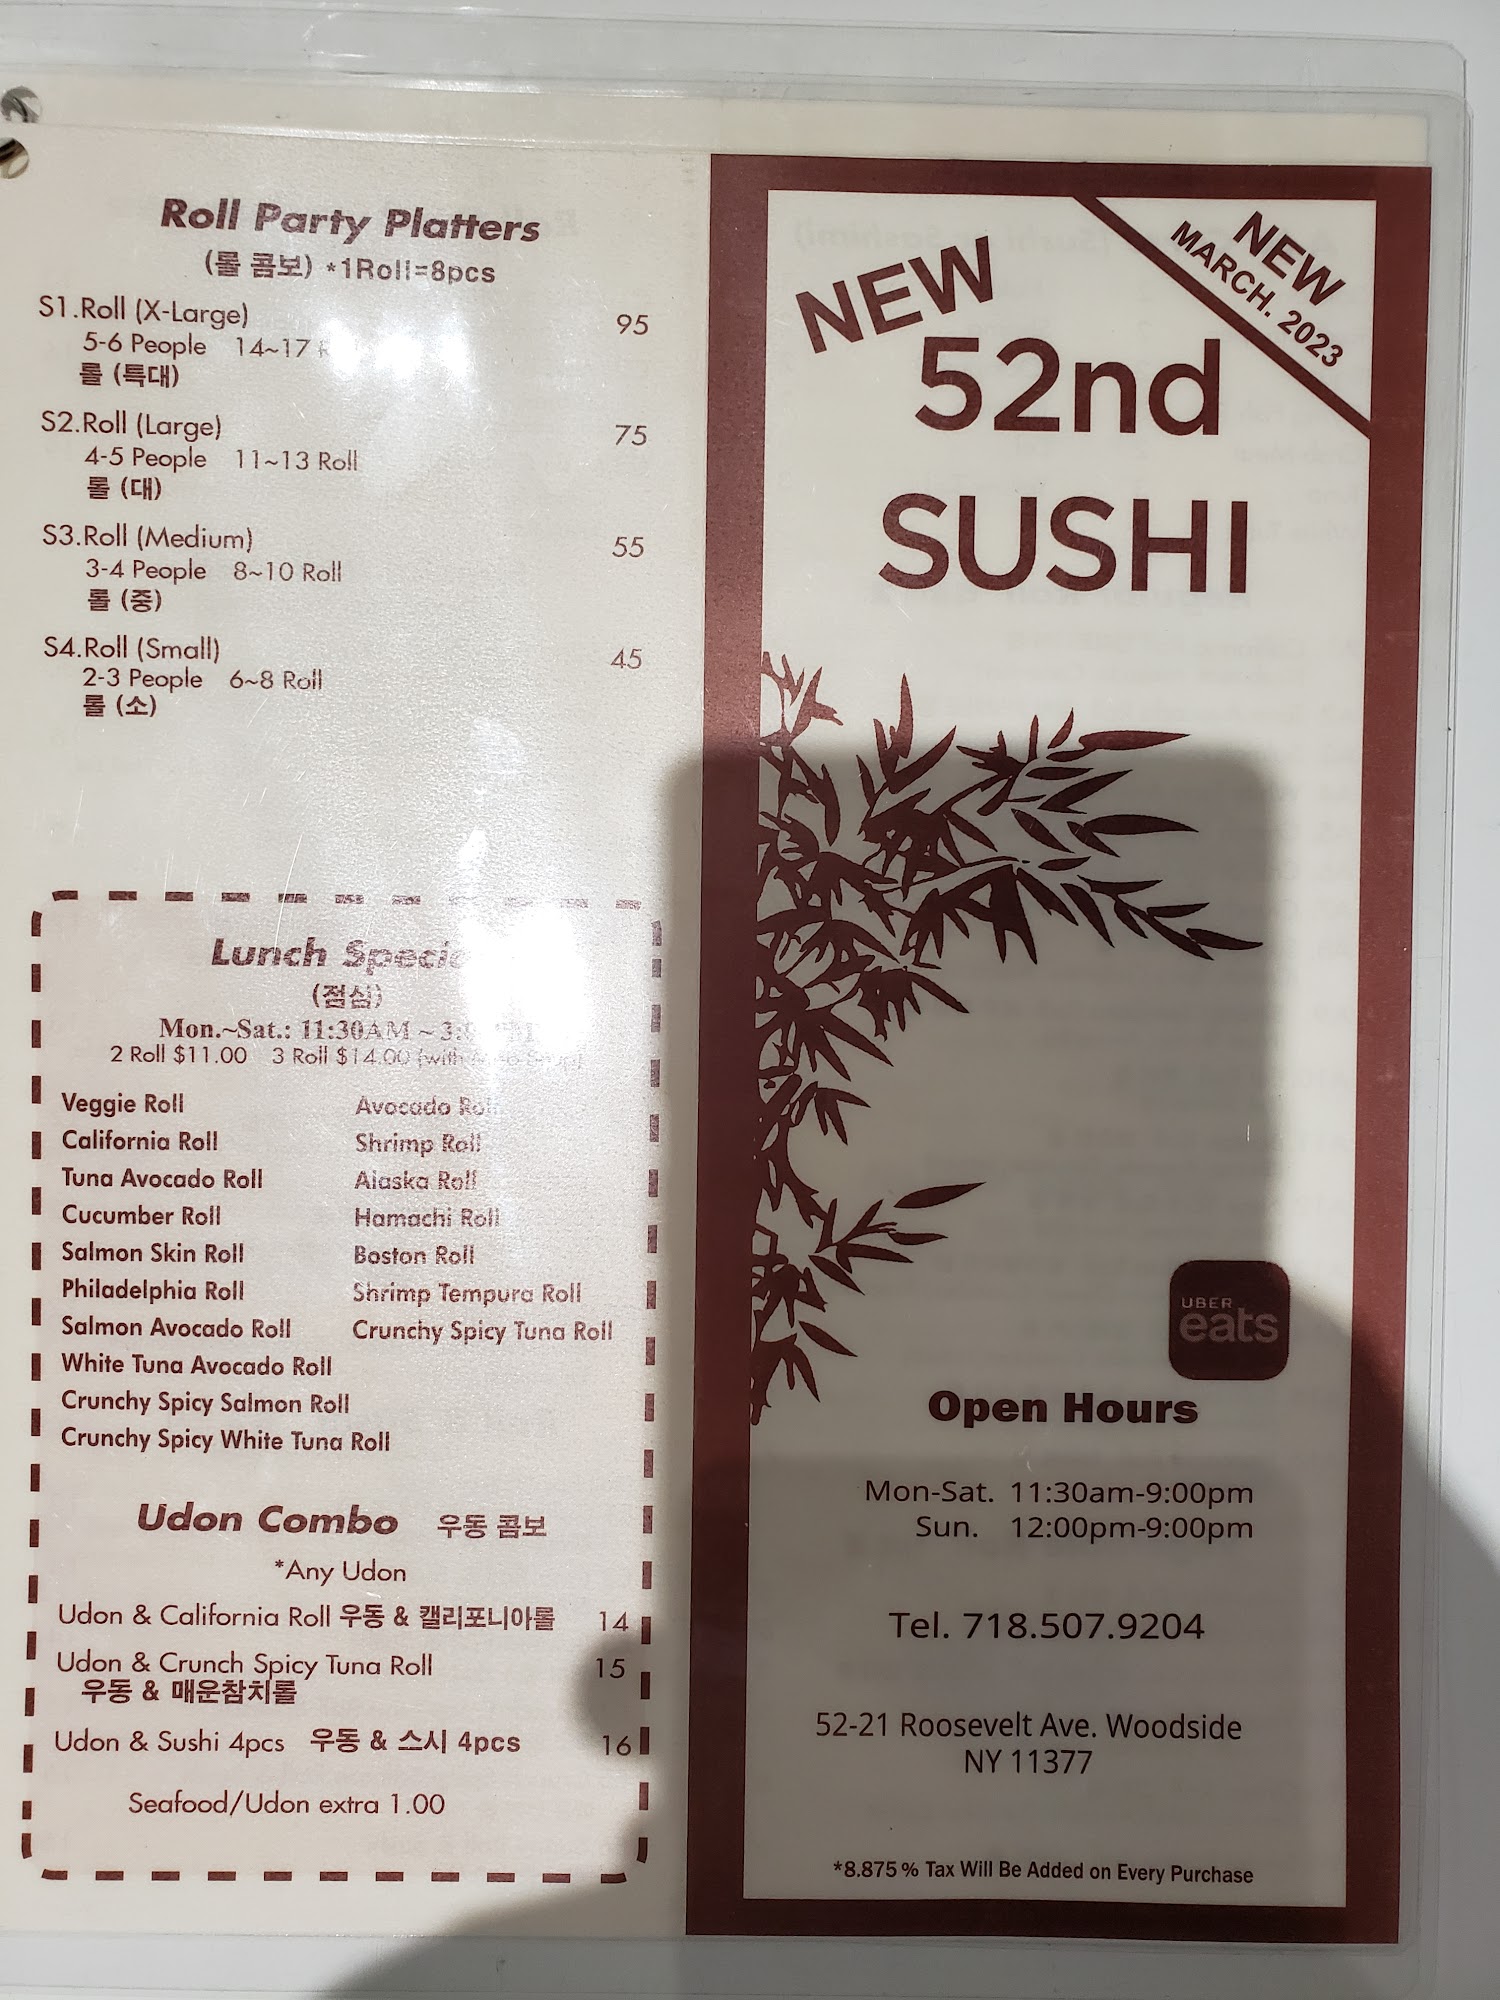 Roll Party Platters
(롤 콤보) *1Roll=8pcs
S1.Roll (X-Large) 95
5-6 People 14~17
롤 (특대)
S2.Roll (Large) 75
4-5 People 11~13 Roll
롤 (대)
S3.Roll (Medium) 55
3-4 People 8~10 Roll
롤 (중)
S4.Roll (Small) 45
2-3 People 6~8 Roll
롤 (소)
Lunch
(점심)
Mon.~Sat.: 11:30AM ~
2 Roll $11.00 3 Roll $14.00 (with
Veggie Roll Avocado Roll
California Roll Shrimp Roll
Tuna Avocado Roll Alaska Roll
Cucumber Roll Hamachi Roll
Salmon Skin Roll Boston Roll
Philadelphia Roll Shrimp Tempura Roll
Salmon Avocado Roll Crunchy Spicy Tuna Roll
White Tuna Avocado Roll
Crunchy Spicy Salmon Roll
Crunchy Spicy White Tuna Roll
Udon Combo 우동 콤보
*Any Udon
Udon & California Roll 우동 & 캘리포니아롤 14
Udon & Crunch Spicy Tuna Roll 15
우동 & 매운참치롤
Udon & Sushi 4pcs 우동 & 스시 4pcs 16
Seafood/Udon extra 1.00
NEW
MARCH. 2023
NEW
52nd
SUSHI
UBER
eats
Open Hours
Mon-Sat. 11:30am-9:00pm
Sun. 12:00pm-9:00pm
Tel. 718.507.9204
52-21 Roosevelt Ave. Woodside
NY 11377
*8.875% Tax Will Be Added on Every Purchase